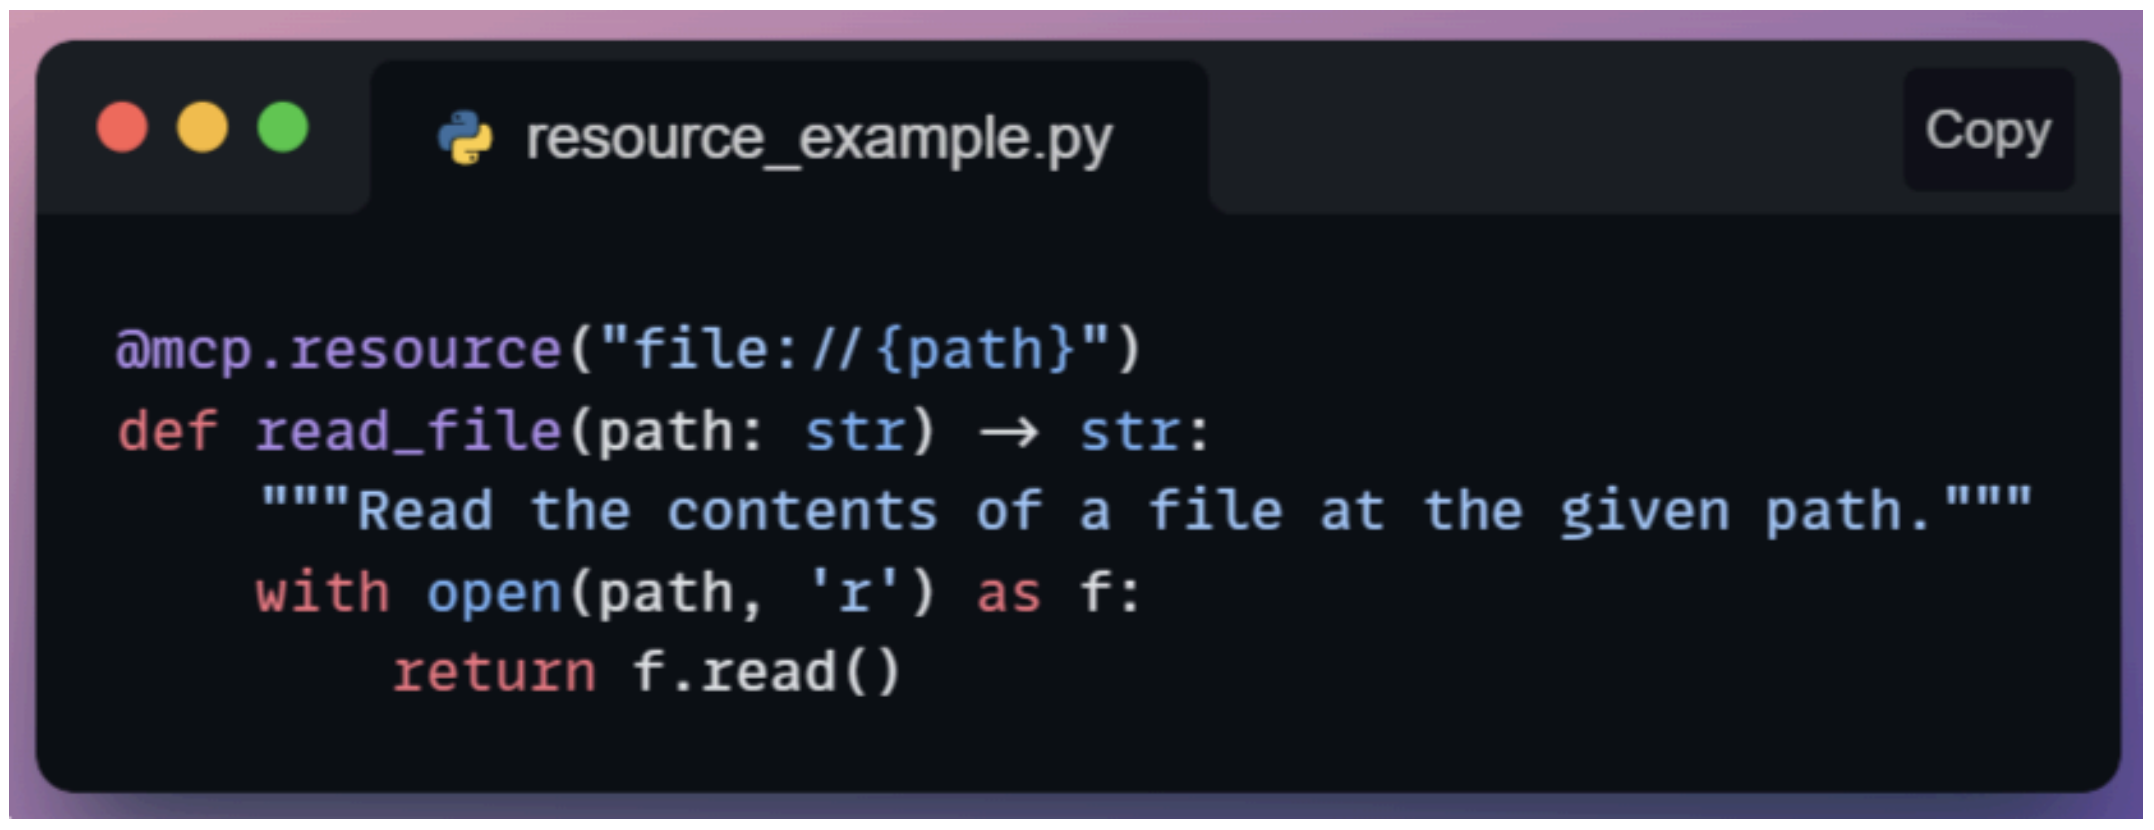 resource_example.py
Copy
@mcp.resource("file://{path}")
def read_file(path: str) -> str:
    """Read the contents of a file at the given path."""
    with open(path, 'r') as f:
        return f.read()